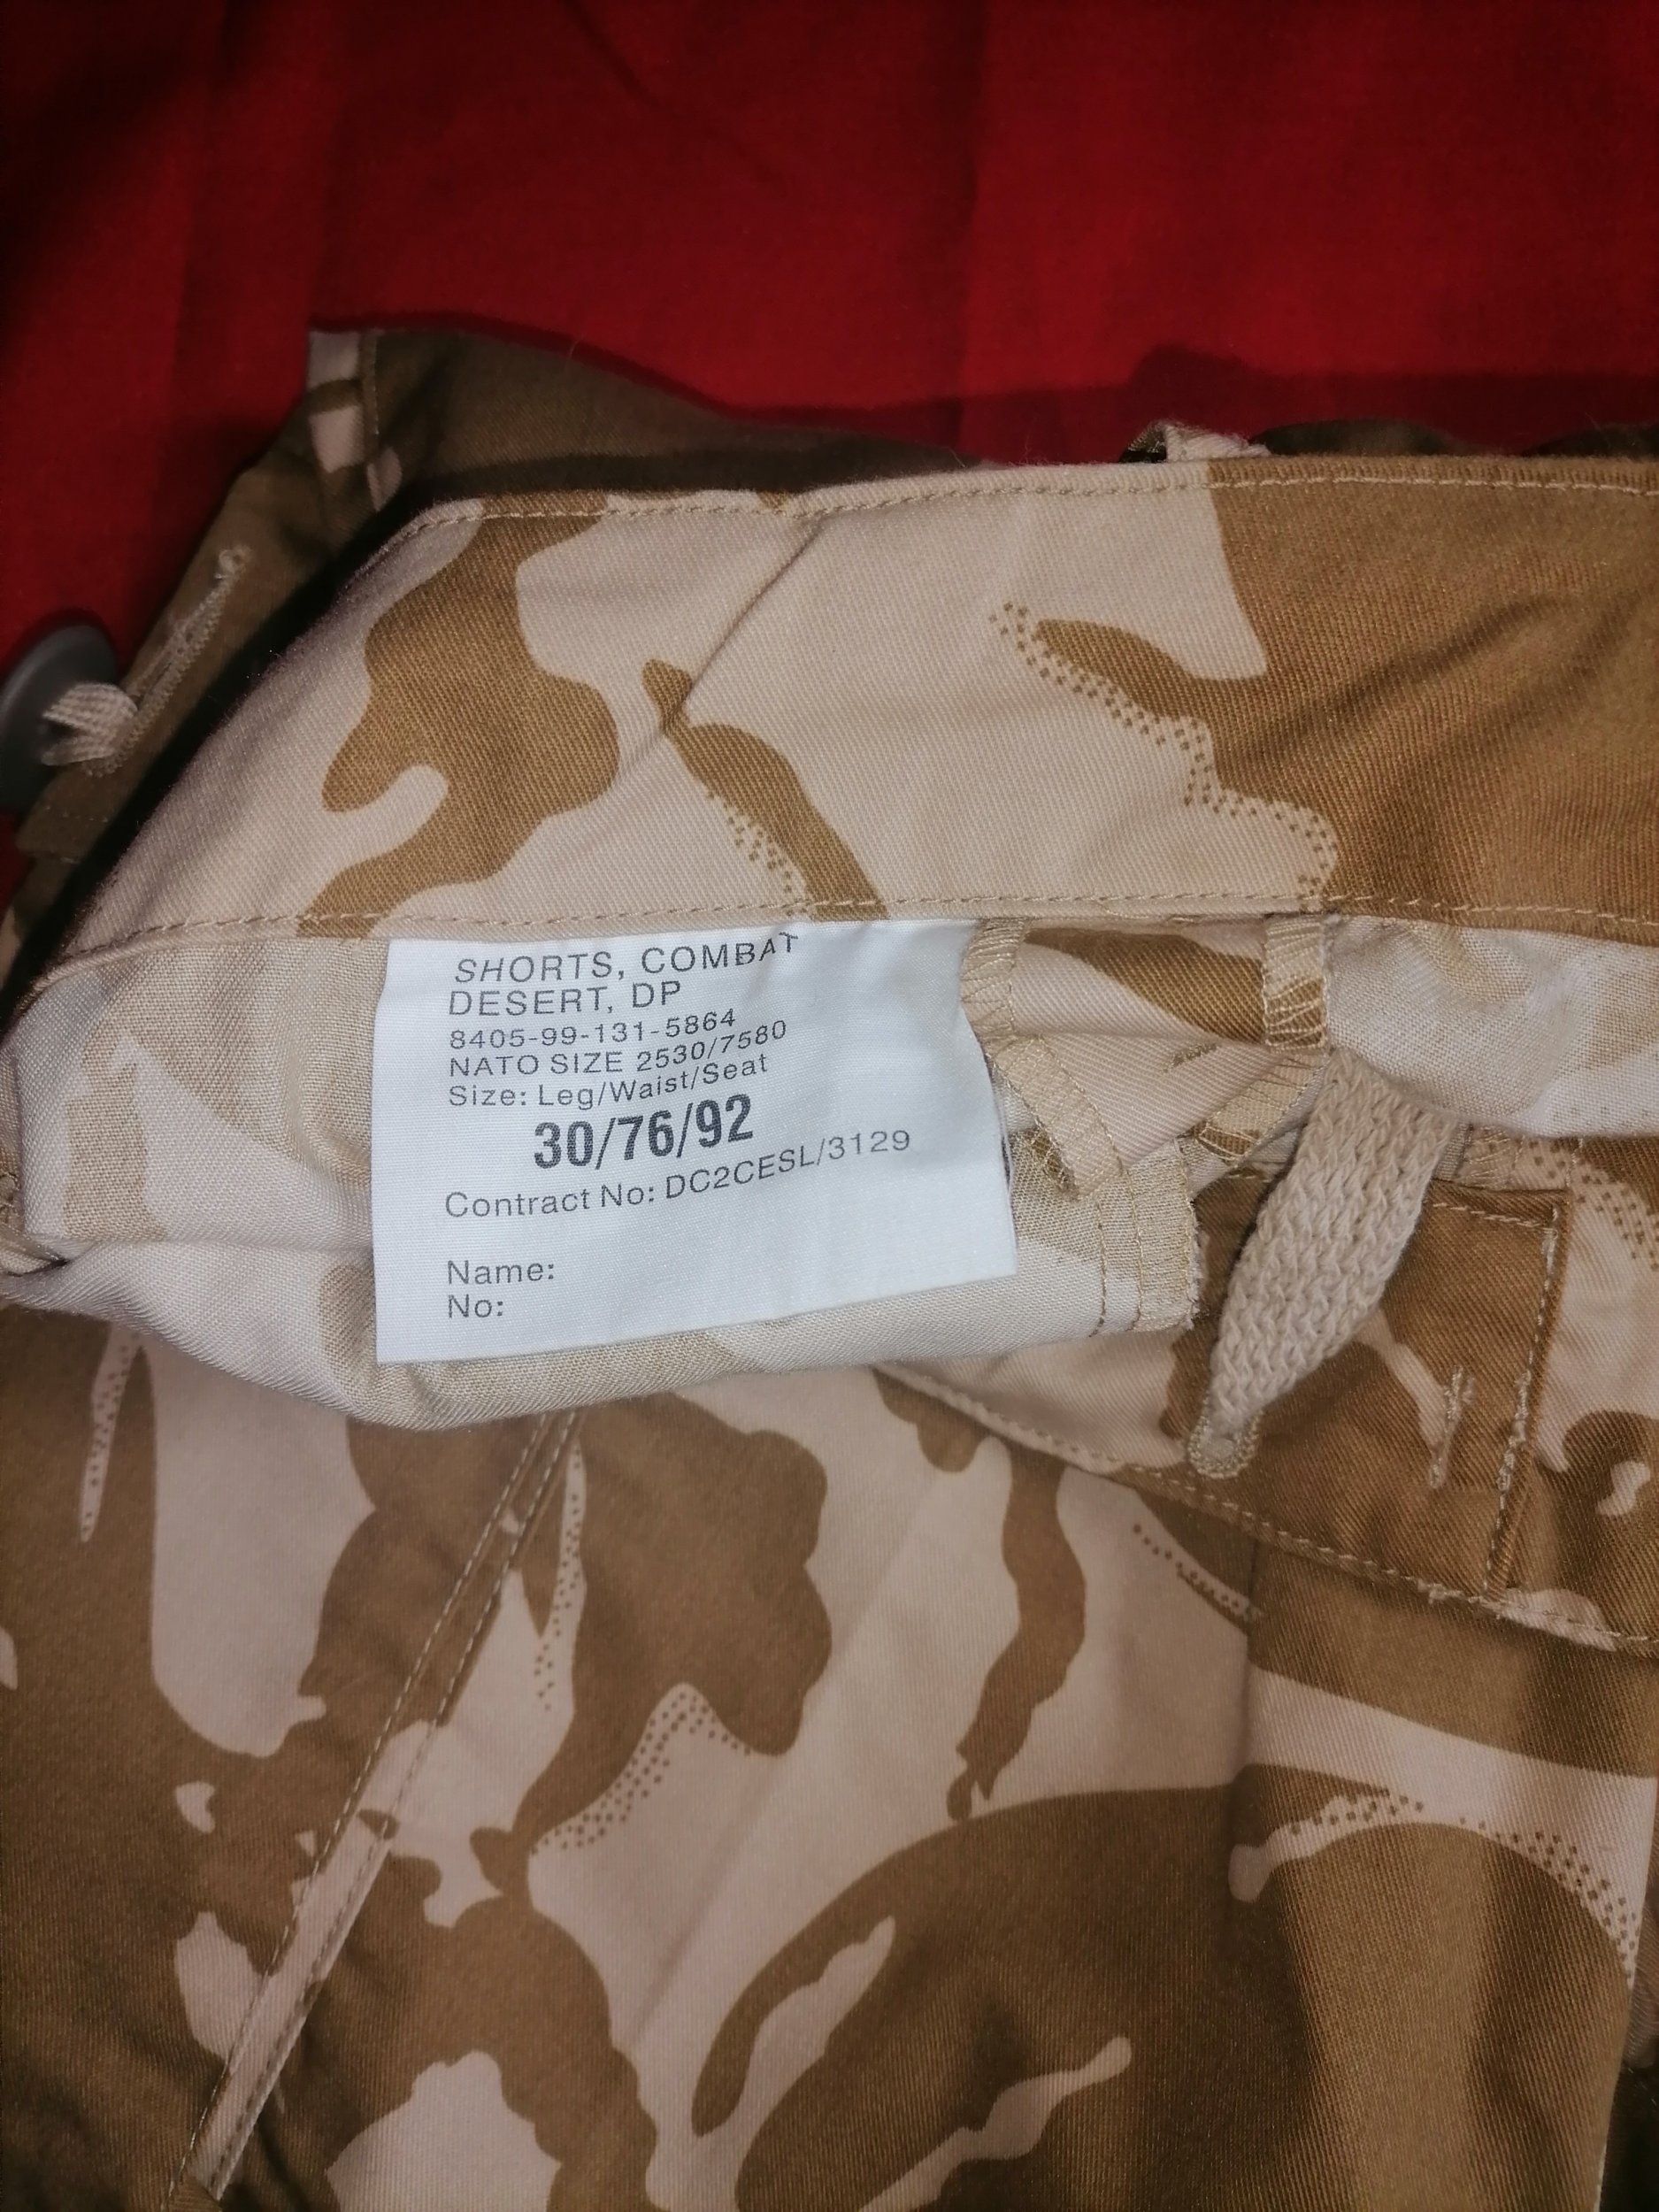 SHORTS, COMBAT
DESERT, DP
8405-99-131-5864
NATO SIZE 2530/7580
Size: Leg/Waist/Seat
30/76/92
Contract No: DC2CESL/3129
Name:
No: